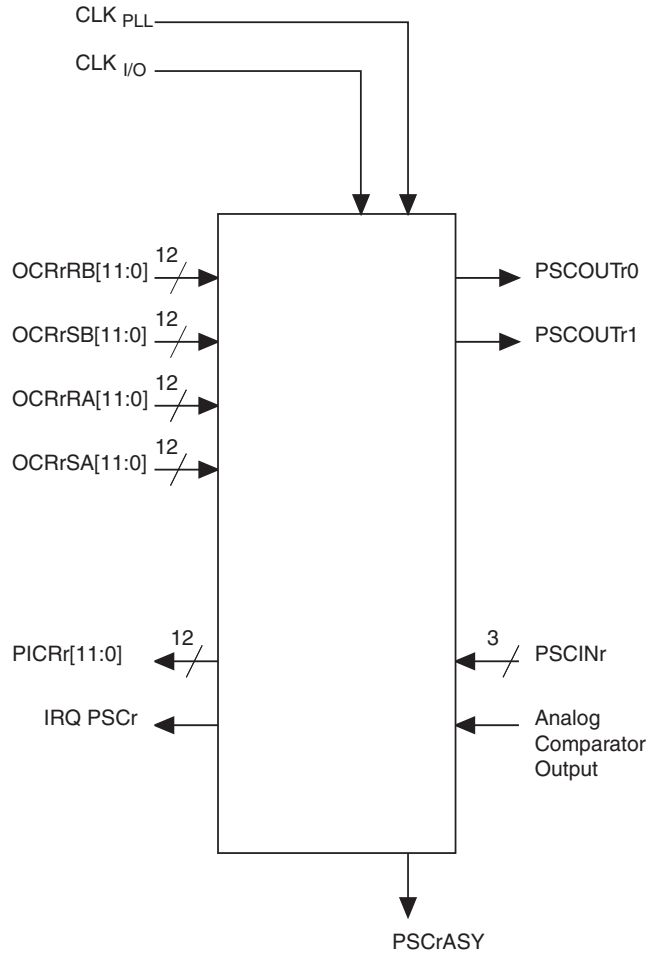 CLK PLL
CLK I/O
OCRrRB[11:0] 12
PSCOUTr0
OCRrSB[11:0] 12
PSCOUTr1
OCRrRA[11:0] 12
OCRrSA[11:0] 12
PICRr[11:0] 12
3 PSCINr
IRQ PSCr
Analog
Comparator
Output
PSCrASY